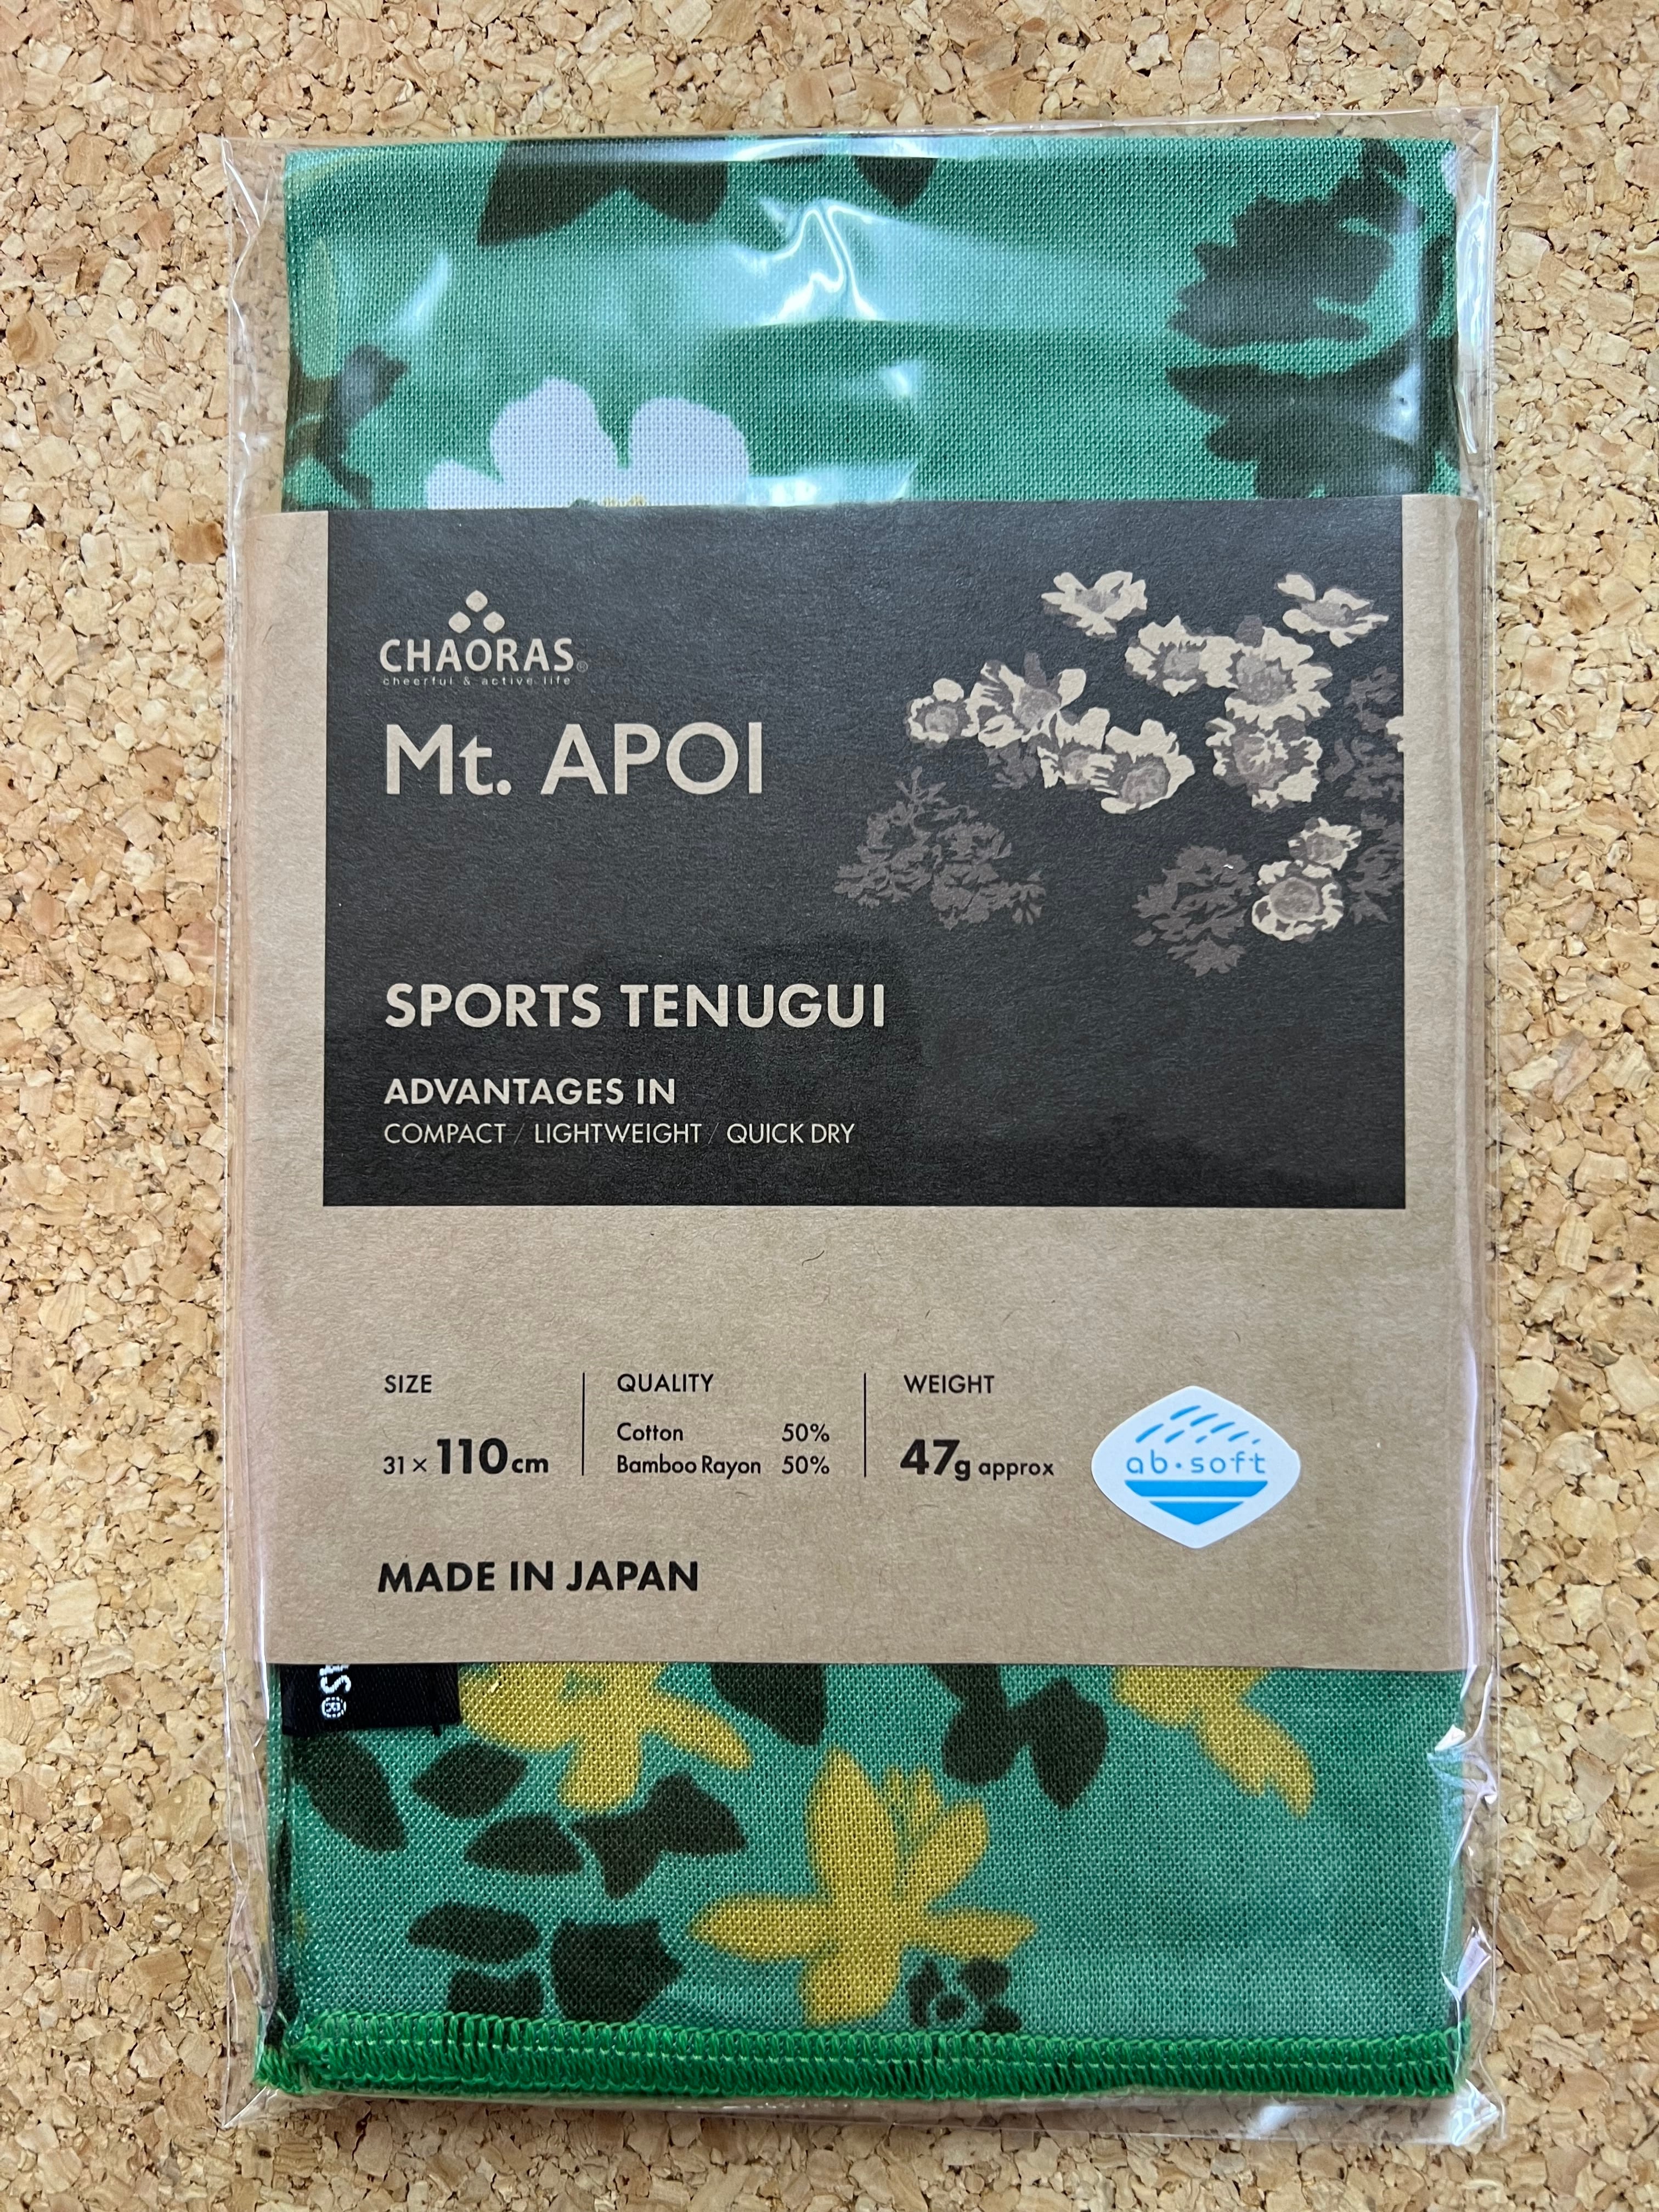 CHAORAS©
cheerful & active life
Mt. APOI
SPORTS TENUGUI
ADVANTAGES IN
COMPACT / LIGHTWEIGHT / QUICK DRY
SIZE
31 × 110cm
QUALITY
Cotton 50%
Bamboo Rayon 50%
WEIGHT
47g approx
ab·soft
MADE IN JAPAN
AS®